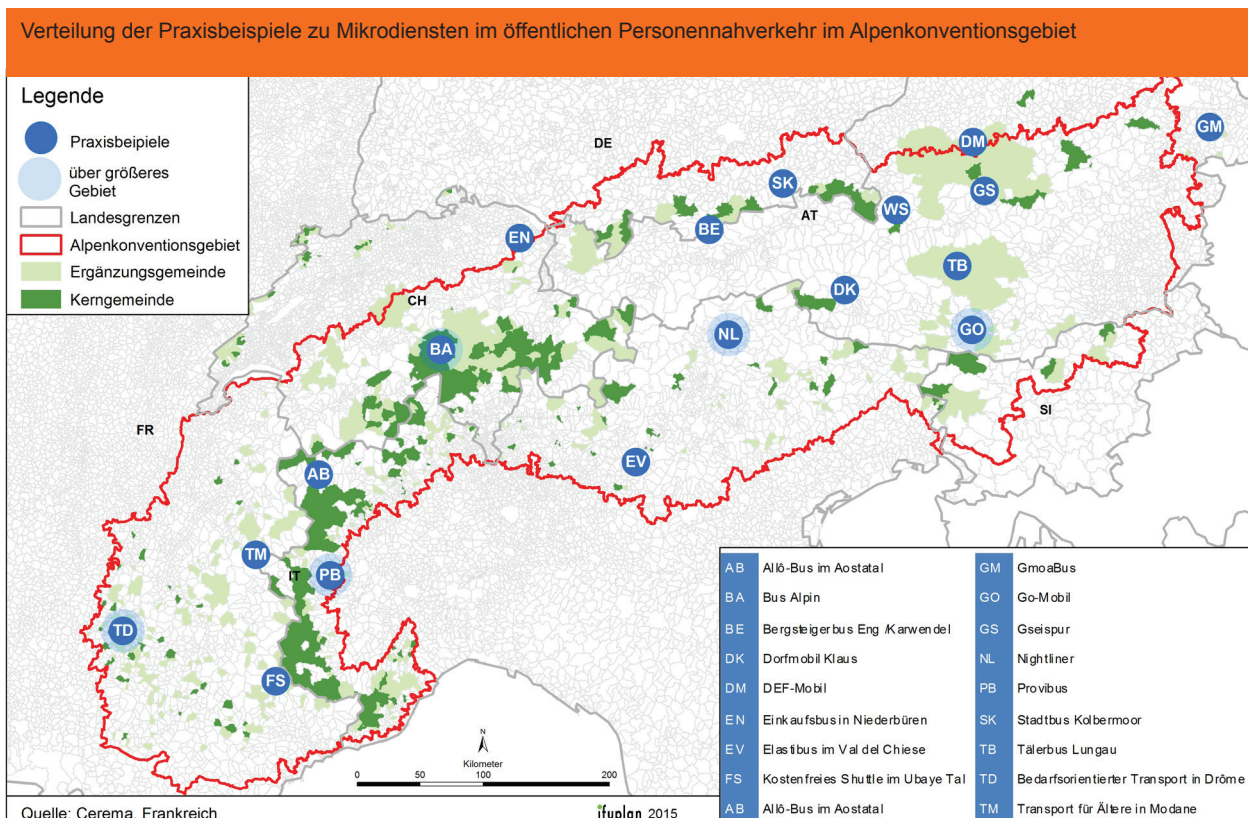 Verteilung der Praxisbeispiele zu Mikrodiensten im öffentlichen Personennahverkehr im Alpenkonventionsgebiet
Legende
Praxisbeipiele
über größeres
Gebiet
Landesgrenzen
Alpenkonventionsgebiet
Ergänzungsgemeinde
Kerngemeinde
DE
GM
DM
SK
GS
WS
AT
BE
EN
TB
DK
CH
NL
GO
BA
SI
FR
EV
AB
TM
IT
PB
TD
FS
N
Kilometer
0 50 100 200
AB Allô-Bus im Aostatal
BA Bus Alpin
BE Bergsteigerbus Eng /Karwendel
DK Dorfmobil Klaus
DM DEF-Mobil
EN Einkaufsbus in Niederbüren
EV Elastibus im Val del Chiese
FS Kostenfreies Shuttle im Ubaye Tal
AB Allô-Bus im Aostatal
GM GmoaBus
GO Go-Mobil
GS Gseispur
NL Nightliner
PB Provibus
SK Stadtbus Kolbermoor
TB Tälerbus Lungau
TD Bedarfsorientierter Transport in Drôme
TM Transport für Ältere in Modane
Quelle: Cerema, Frankreich
ifuplan 2015